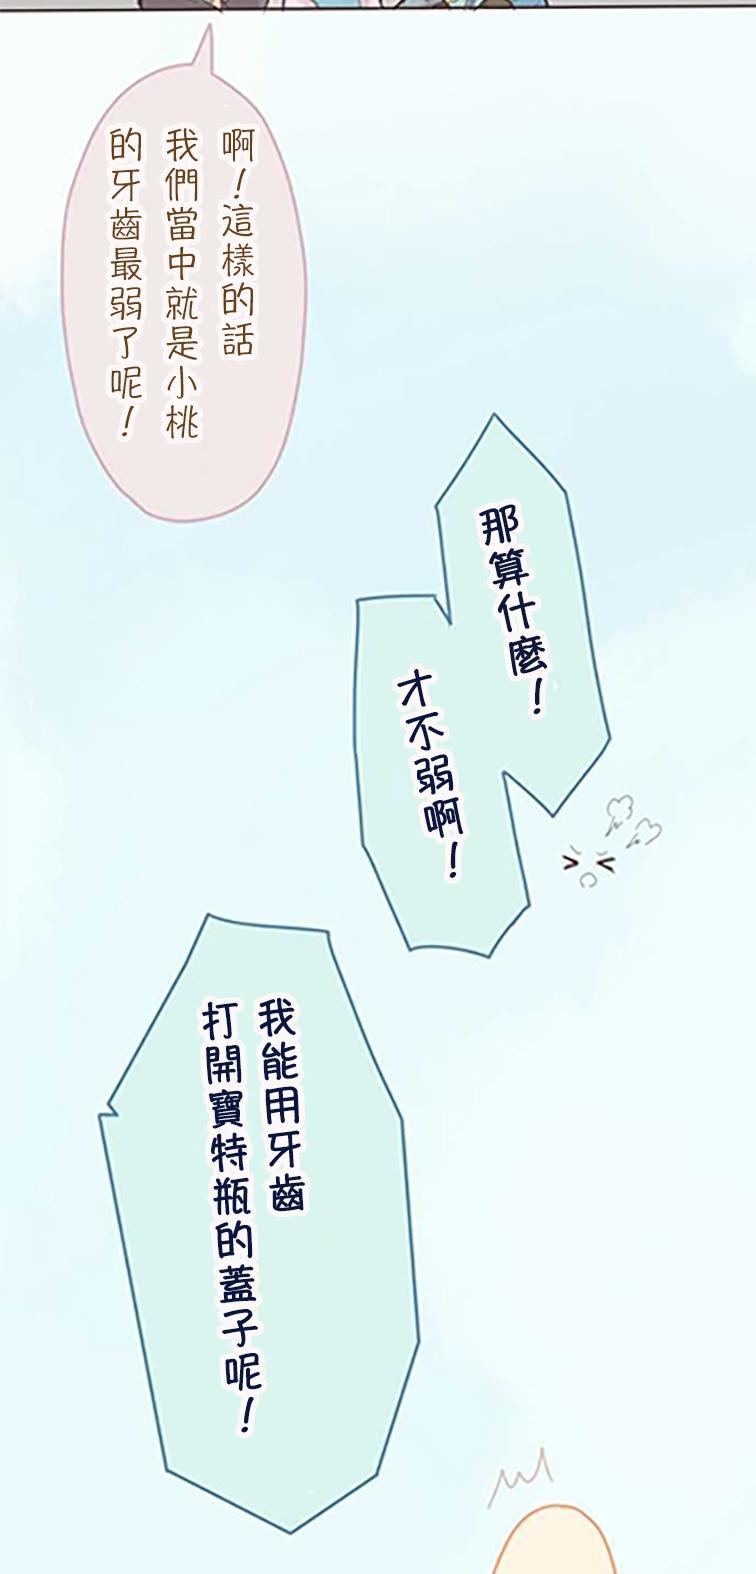 啊！這樣的話
我們當中就是小桃
的牙齒最弱了呢！
那算什麼！
才不弱啊！
我能用牙齒
打開寶特瓶的蓋子呢！